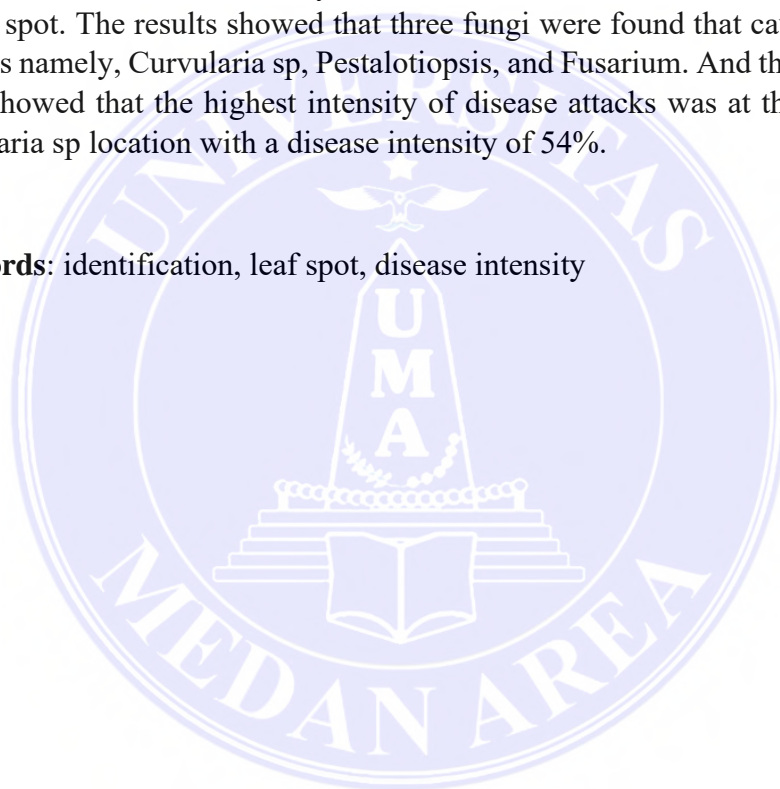 spot. The results showed that three fungi were found that ca
s namely, Curvularia sp, Pestalotiopsis, and Fusarium. And th
howed that the highest intensity of disease attacks was at th
aria sp location with a disease intensity of 54%.
rds: identification, leaf spot, disease intensity
UNIVERSITAS
U
M
A
MEDAN AREA